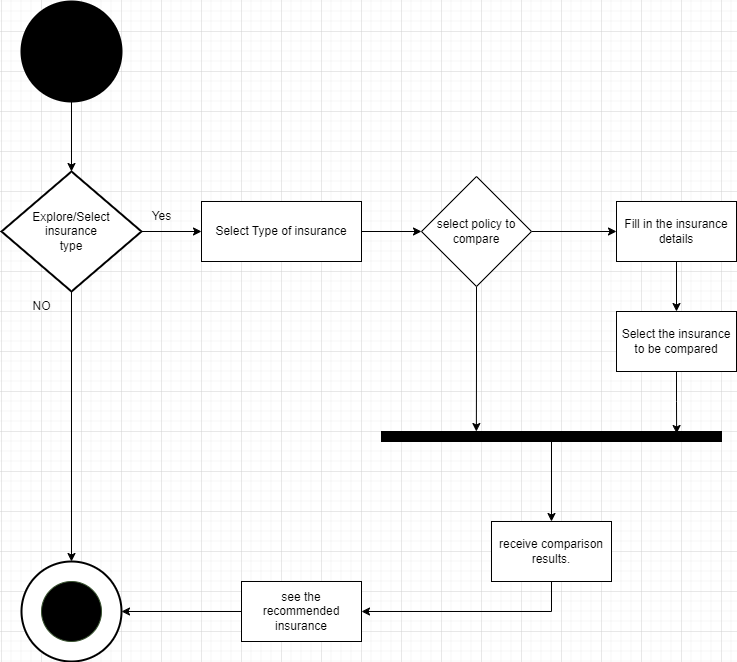 Explore/Select
insurance
type
Yes
Select Type of insurance
select policy to
compare
Fill in the insurance
details
NO
Select the insurance
to be compared
receive comparison
results.
see the
recommended
insurance